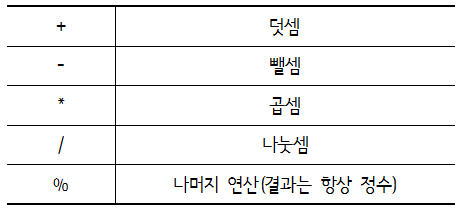 + 덧셈
- 뺄셈
* 곱셈
/ 나눗셈
% 나머지 연산(결과는 항상 정수)